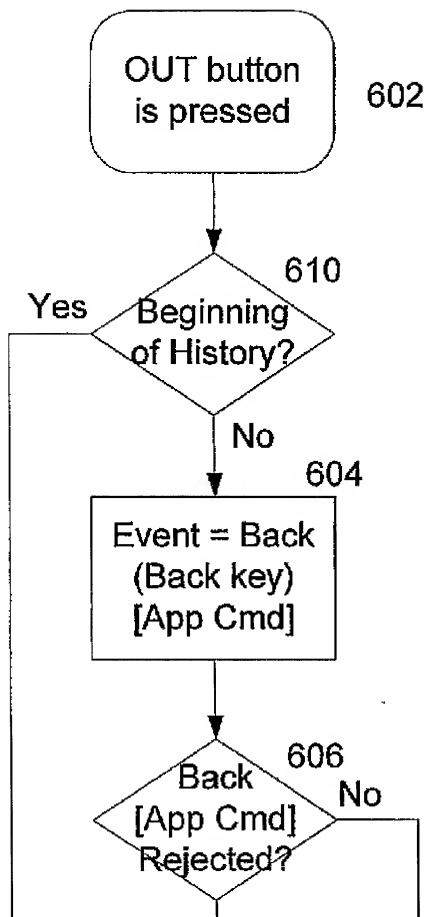 OUT button
is pressed
602
610
Yes
Beginning
of History?
No
604
Event = Back
(Back key)
[App Cmd]
606
Back
[App Cmd]
Rejected?
No